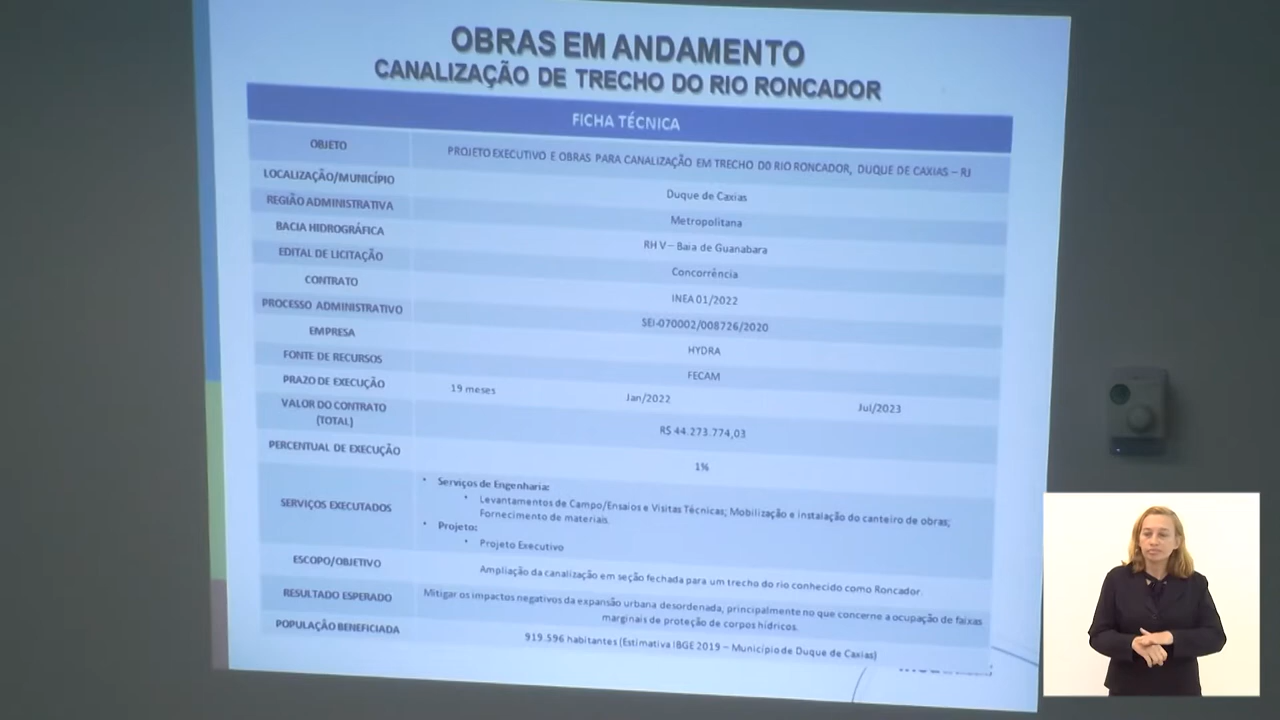 OBRAS EM ANDAMENTO
CANALIZAÇÃO DE TRECHO DO RIO RONCADOR
FICHA TÉCNICA
OBJETO PROJETO EXECUTIVO E OBRAS PARA CANALIZAÇÃO EM TRECHO DO RIO RONCADOR, DUQUE DE CAXIAS – RJ
LOCALIZAÇÃO/MUNICÍPIO Duque de Caxias
REGIÃO ADMINISTRATIVA Metropolitana
BACIA HIDROGRÁFICA RH V – Baia de Guanabara
EDITAL DE LICITAÇÃO Concorrência
CONTRATO INEA 01/2022
PROCESSO ADMINISTRATIVO SEI-070002/008726/2020
EMPRESA HYDRA
FONTE DE RECURSOS FECAM
PRAZO DE EXECUÇÃO 19 meses Jan/2022 Jul/2023
VALOR DO CONTRATO
(TOTAL) R$ 44.273.774,03
PERCENTUAL DE EXECUÇÃO 1%
SERVIÇOS EXECUTADOS
• Serviços de Engenharia:
• Levantamentos de Campo/Ensaios e Visitas Técnicas; Mobilização e instalação do canteiro de obras;
Fornecimento de materiais.
• Projeto:
• Projeto Executivo
ESCOPO/OBJETIVO Ampliação da canalização em seção fechada para um trecho do rio conhecido como Roncador.
RESULTADO ESPERADO Mitigar os impactos negativos da expansão urbana desordenada, principalmente no que concerne a ocupação de faixas
marginais de proteção de corpos hídricos.
POPULAÇÃO BENEFICIADA 919.596 habitantes (Estimativa IBGE 2019 – Município de Duque de Caxias)